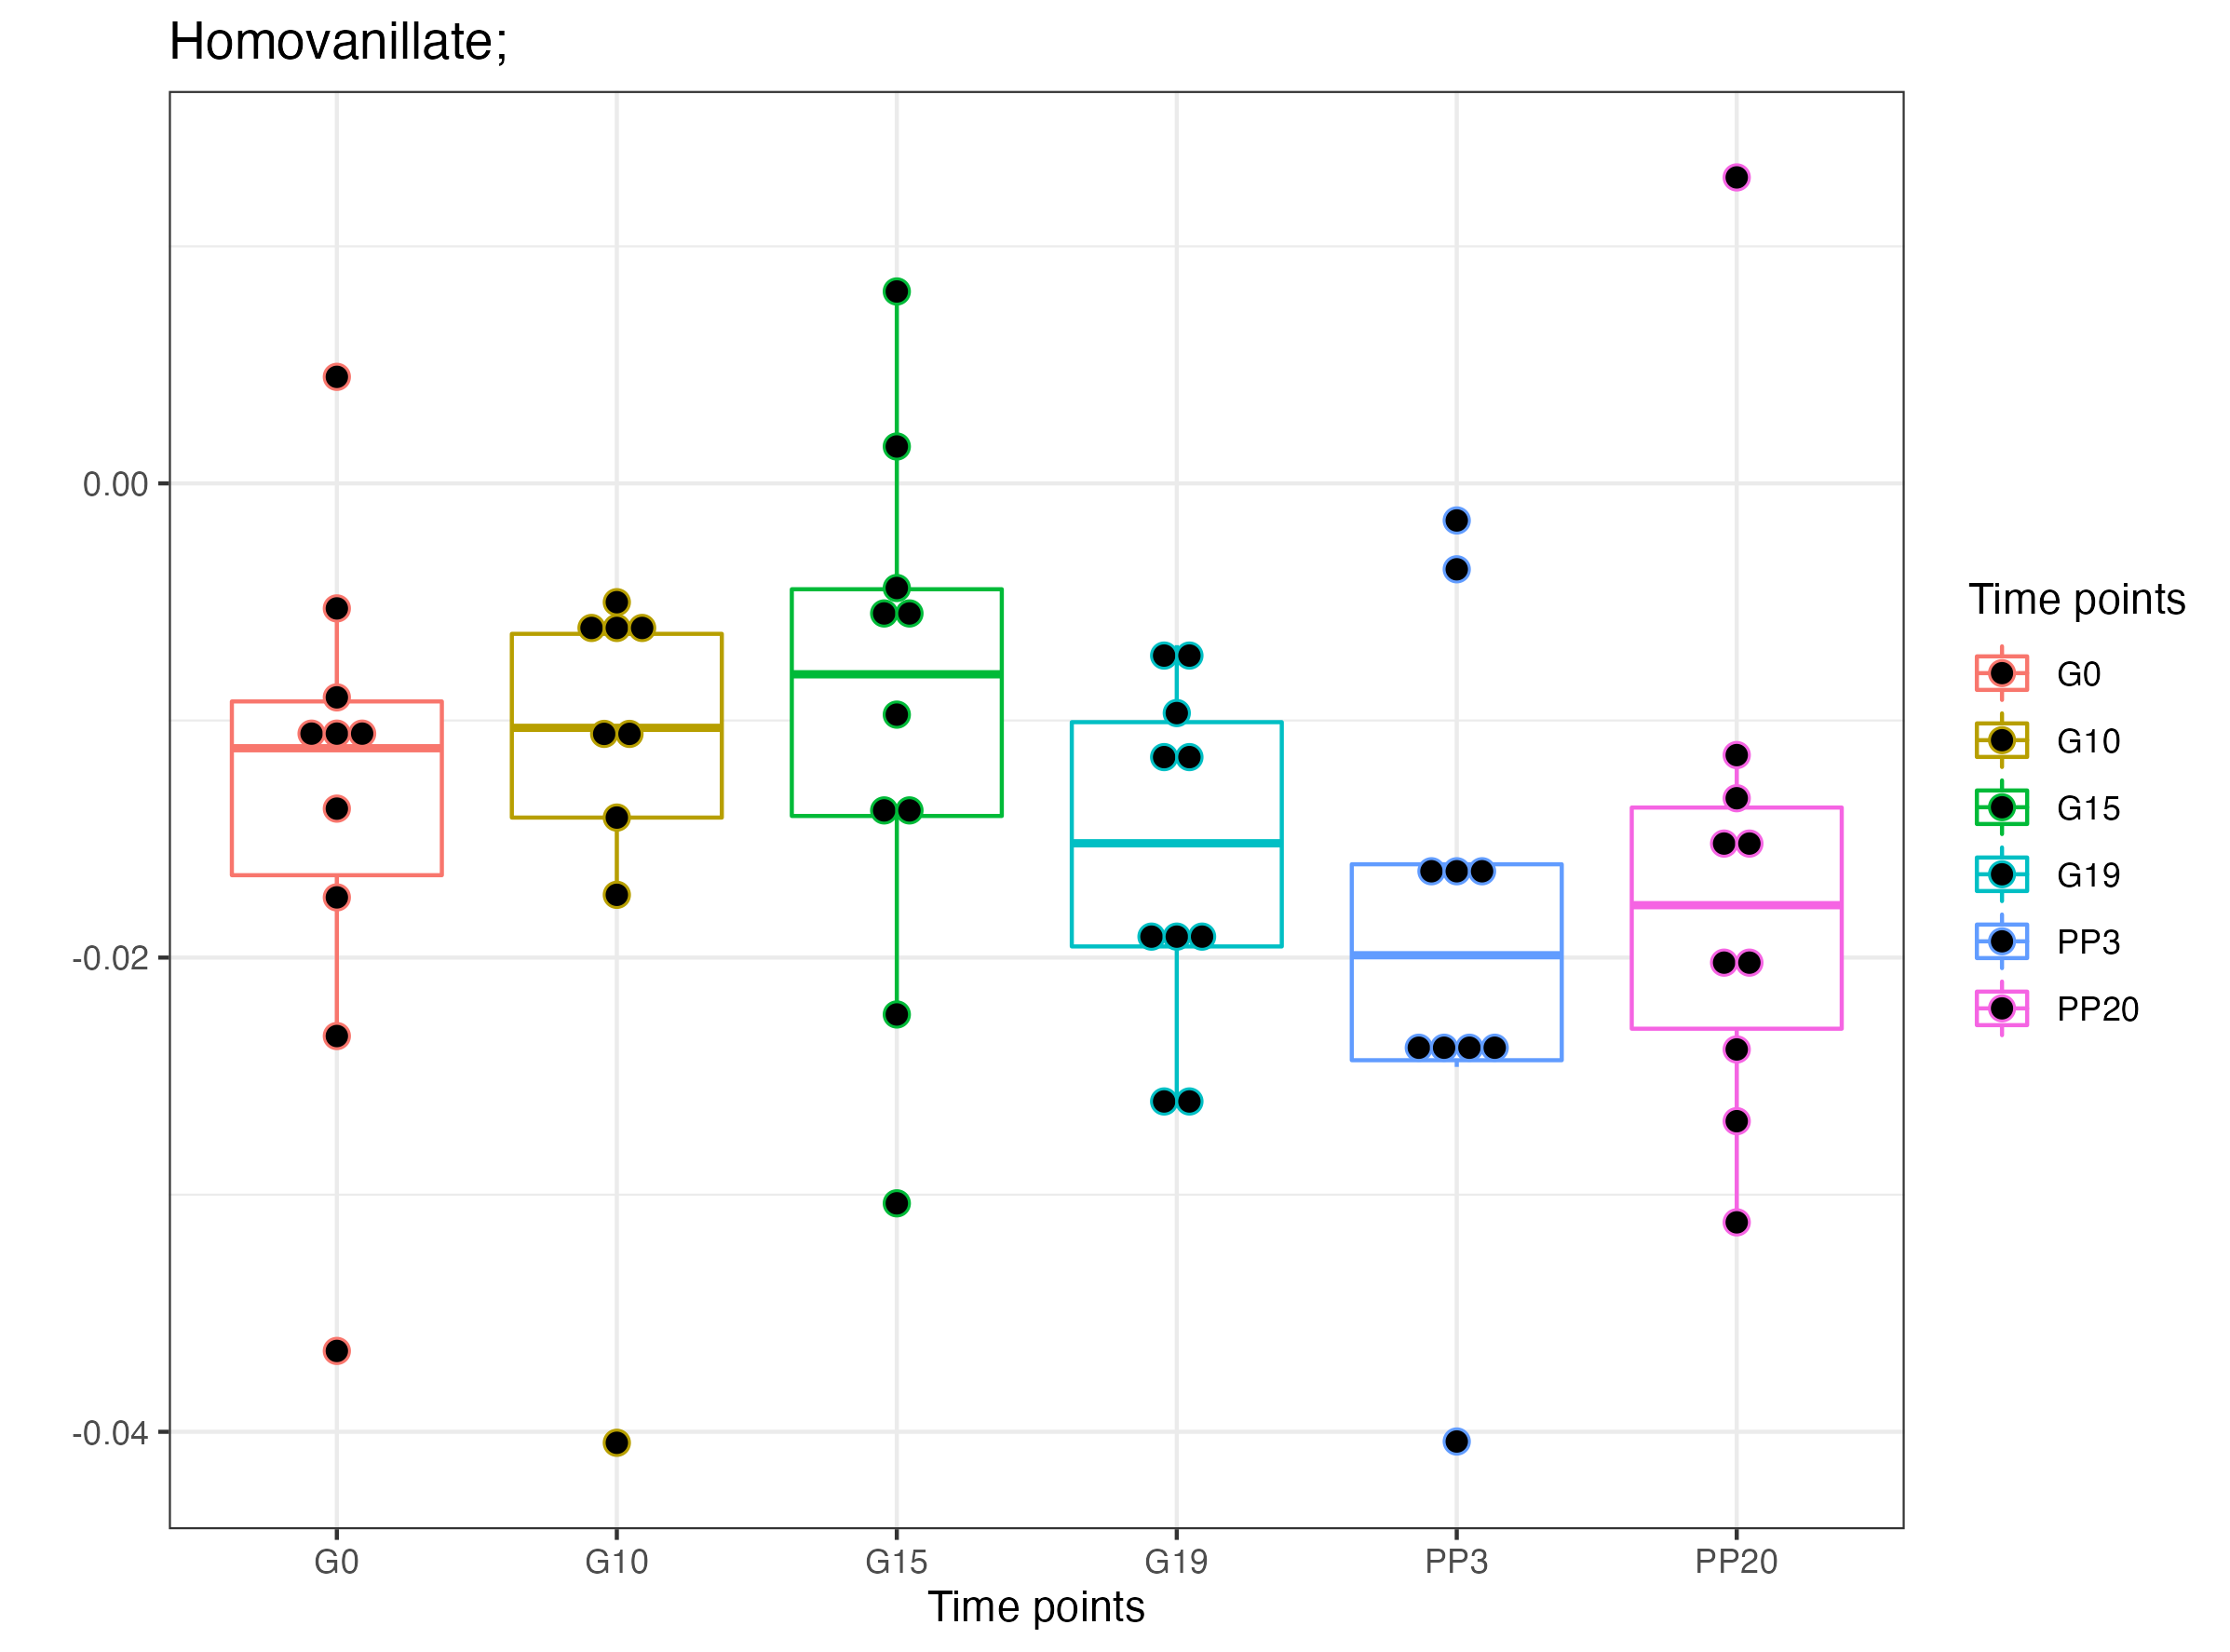 Homovanillate;
0.00
-0.02
-0.04
G0 G10 G15 G19 PP3 PP20
Time points
Time points
G0
G10
G15
G19
PP3
PP20